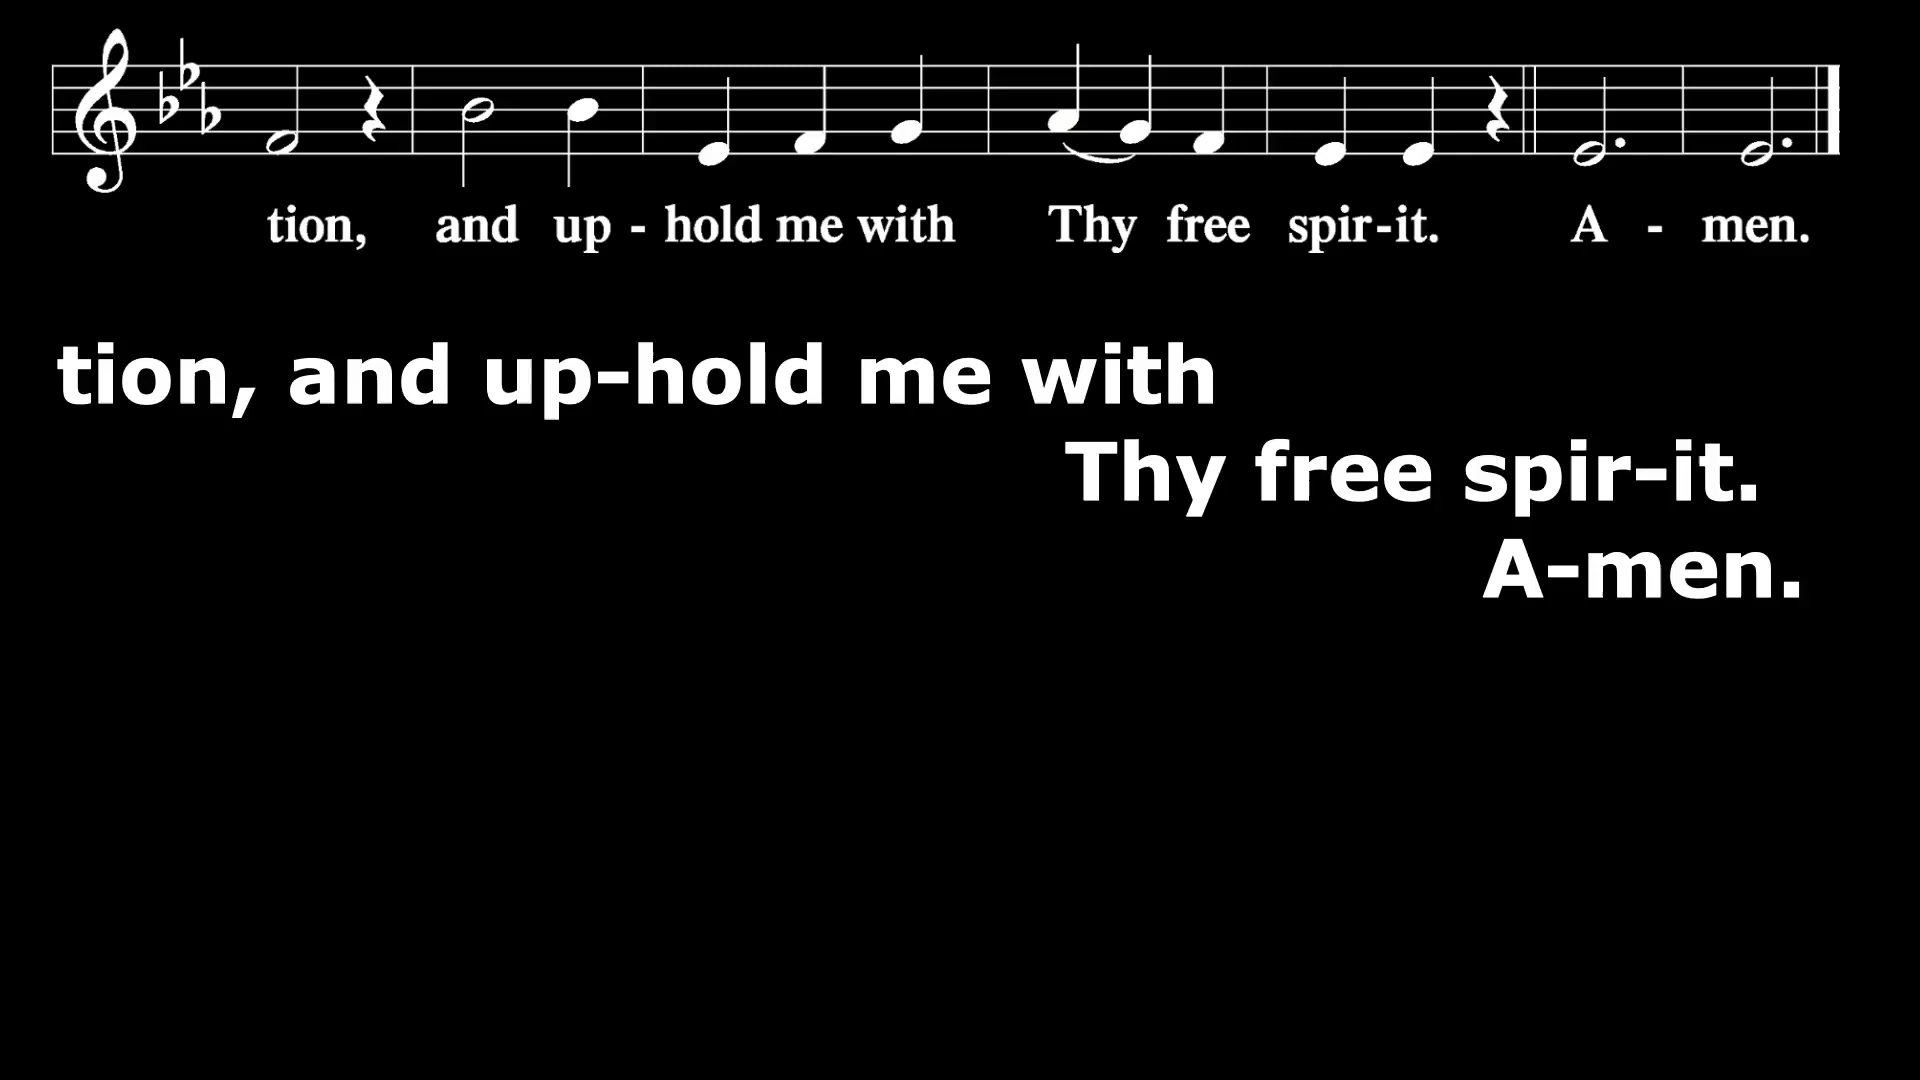 tion, and up - hold me with Thy free spir-it. A - men.
tion, and up-hold me with
Thy free spir-it.
A-men.